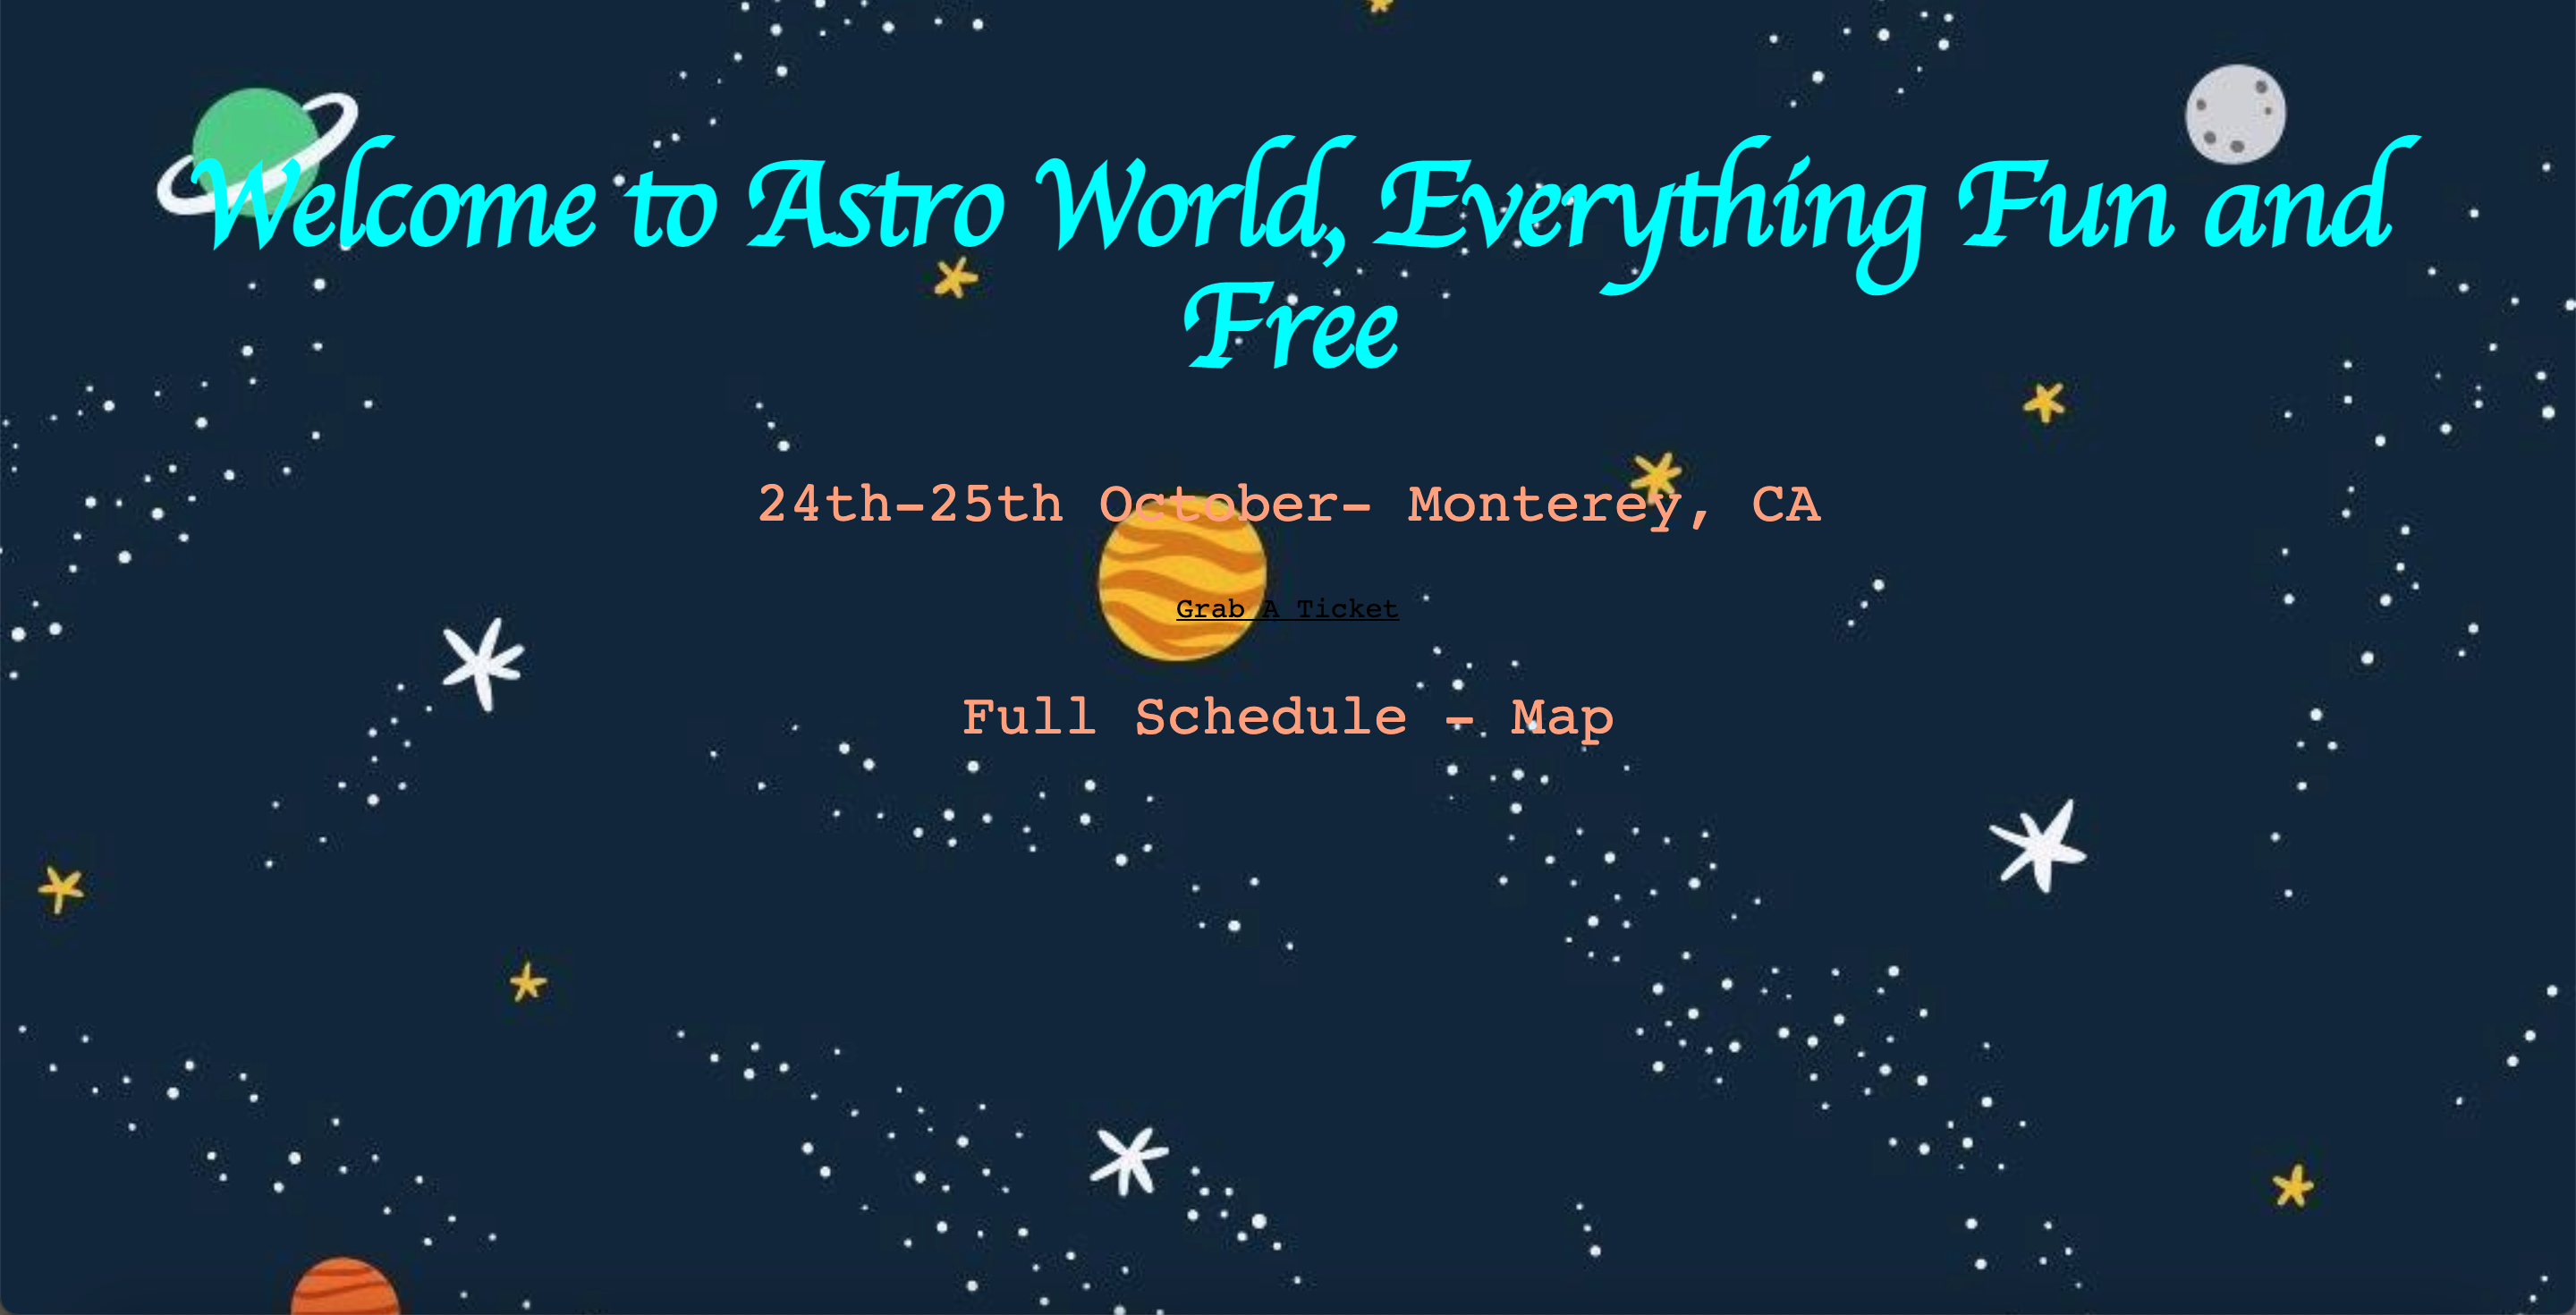 Welcome to Astro World, Everything Fun and
Free
24th-25th October- Monterey, CA
Grab A Ticket
Full Schedule - Map